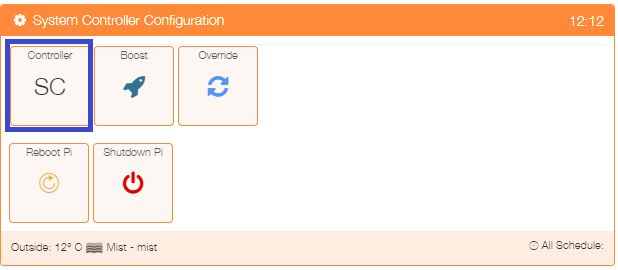 System Controller Configuration 12:12
Controller Boost Override
SC
Reboot Pi Shutdown Pi
Outside: 12° C Mist - mist All Schedule: